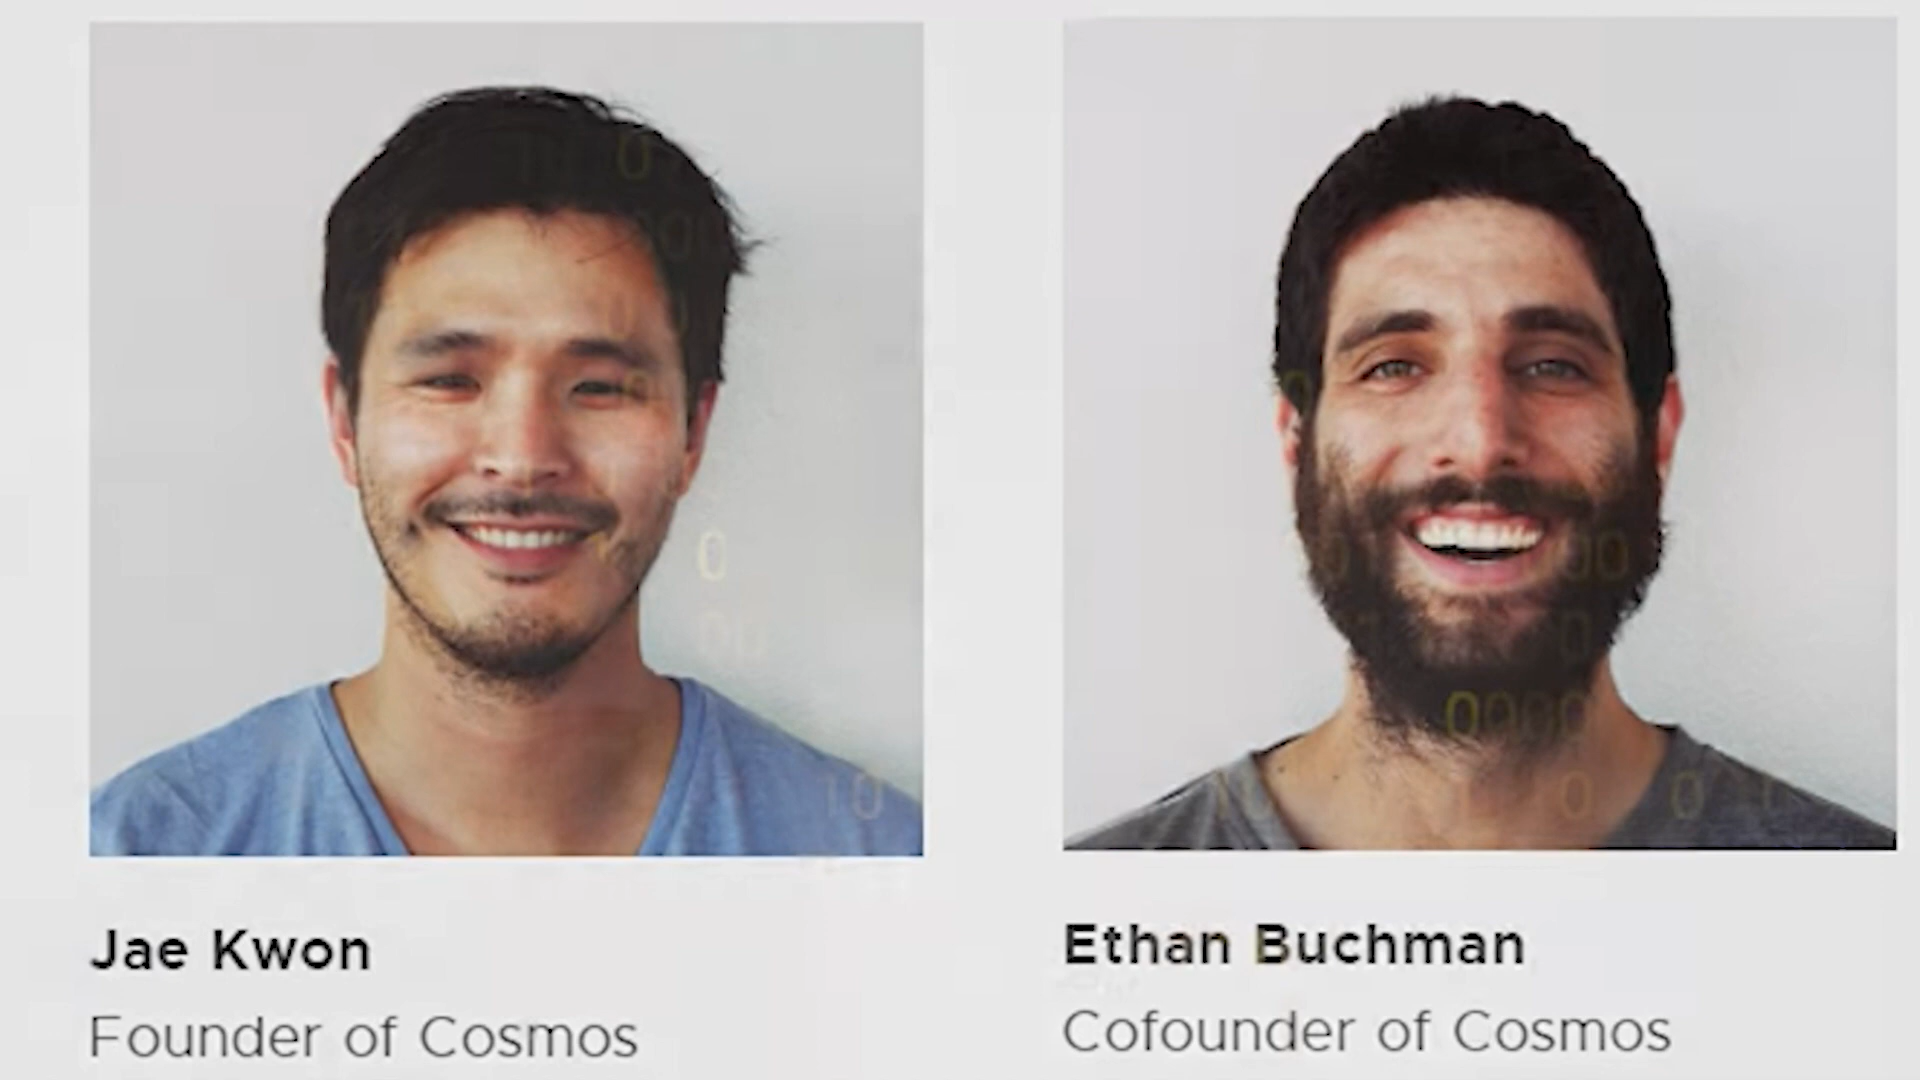 Jae Kwon
Founder of Cosmos
Ethan Buchman
Cofounder of Cosmos